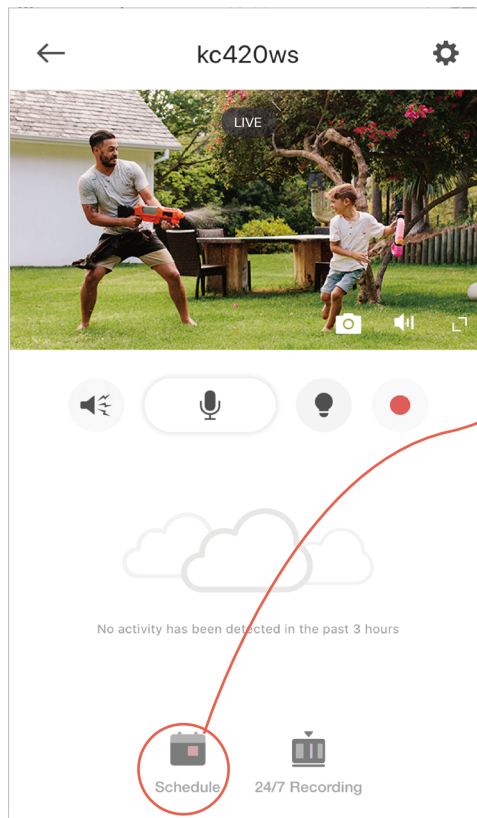 kc420ws
LIVE
No activity has been detected in the past 3 hours
Schedule
24/7 Recording